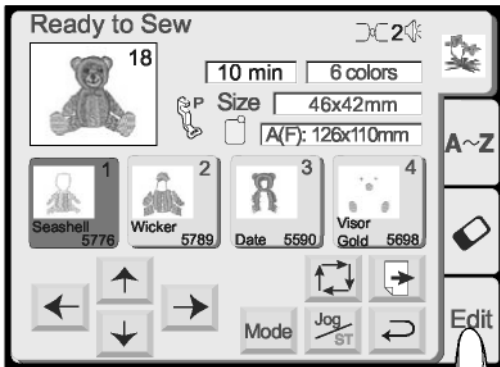 Ready to Sew
2
18
10 min
6 colors
P
Size
46x42mm
A(F): 126x110mm
A~Z
1
Seashell
5776
2
Wicker
5789
3
Date 5590
4
Visor
Gold 5698
Mode
Jog/ST
Edit